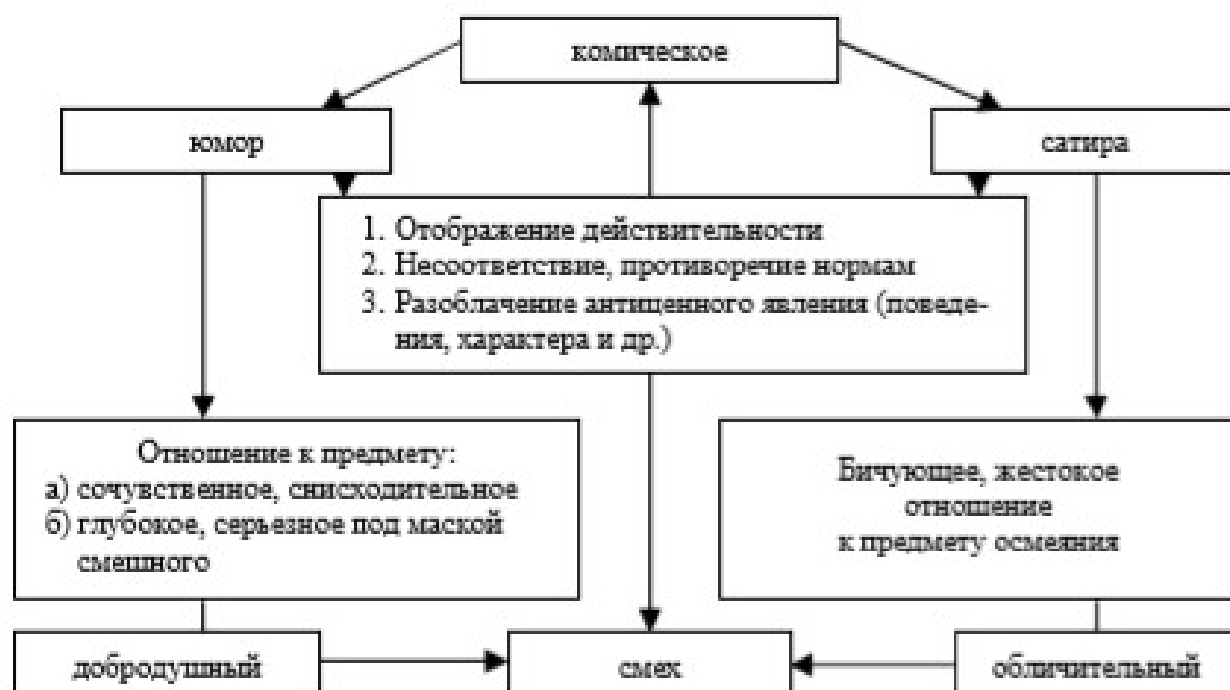 комическое
юмор
сатира
1. Отображение действительности
2. Несоответствие, противоречие нормам
3. Разоблачение антиценного явления (поведе-
ния, характера и др.)
Отношение к предмету:
а) сочувственное, снисходительное
б) глубокое, серьезное под маской
смешного
Бичующее, жестокое
отношение
к предмету осмеяния
добродушный
смех
обличительный